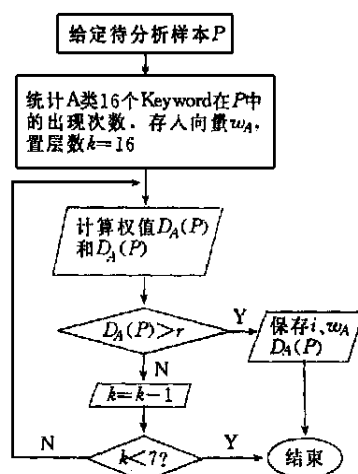 给定待分析样本P
统计A类16个Keyword在P中
的出现次数．存入向量w_A,
置层数k=16
计算权值D_A(P)
和D_A(P)
D_A(P)>r
Y
保存i、w_A
D_A(P)
N
k=k-1
N
k<7?
Y
结束